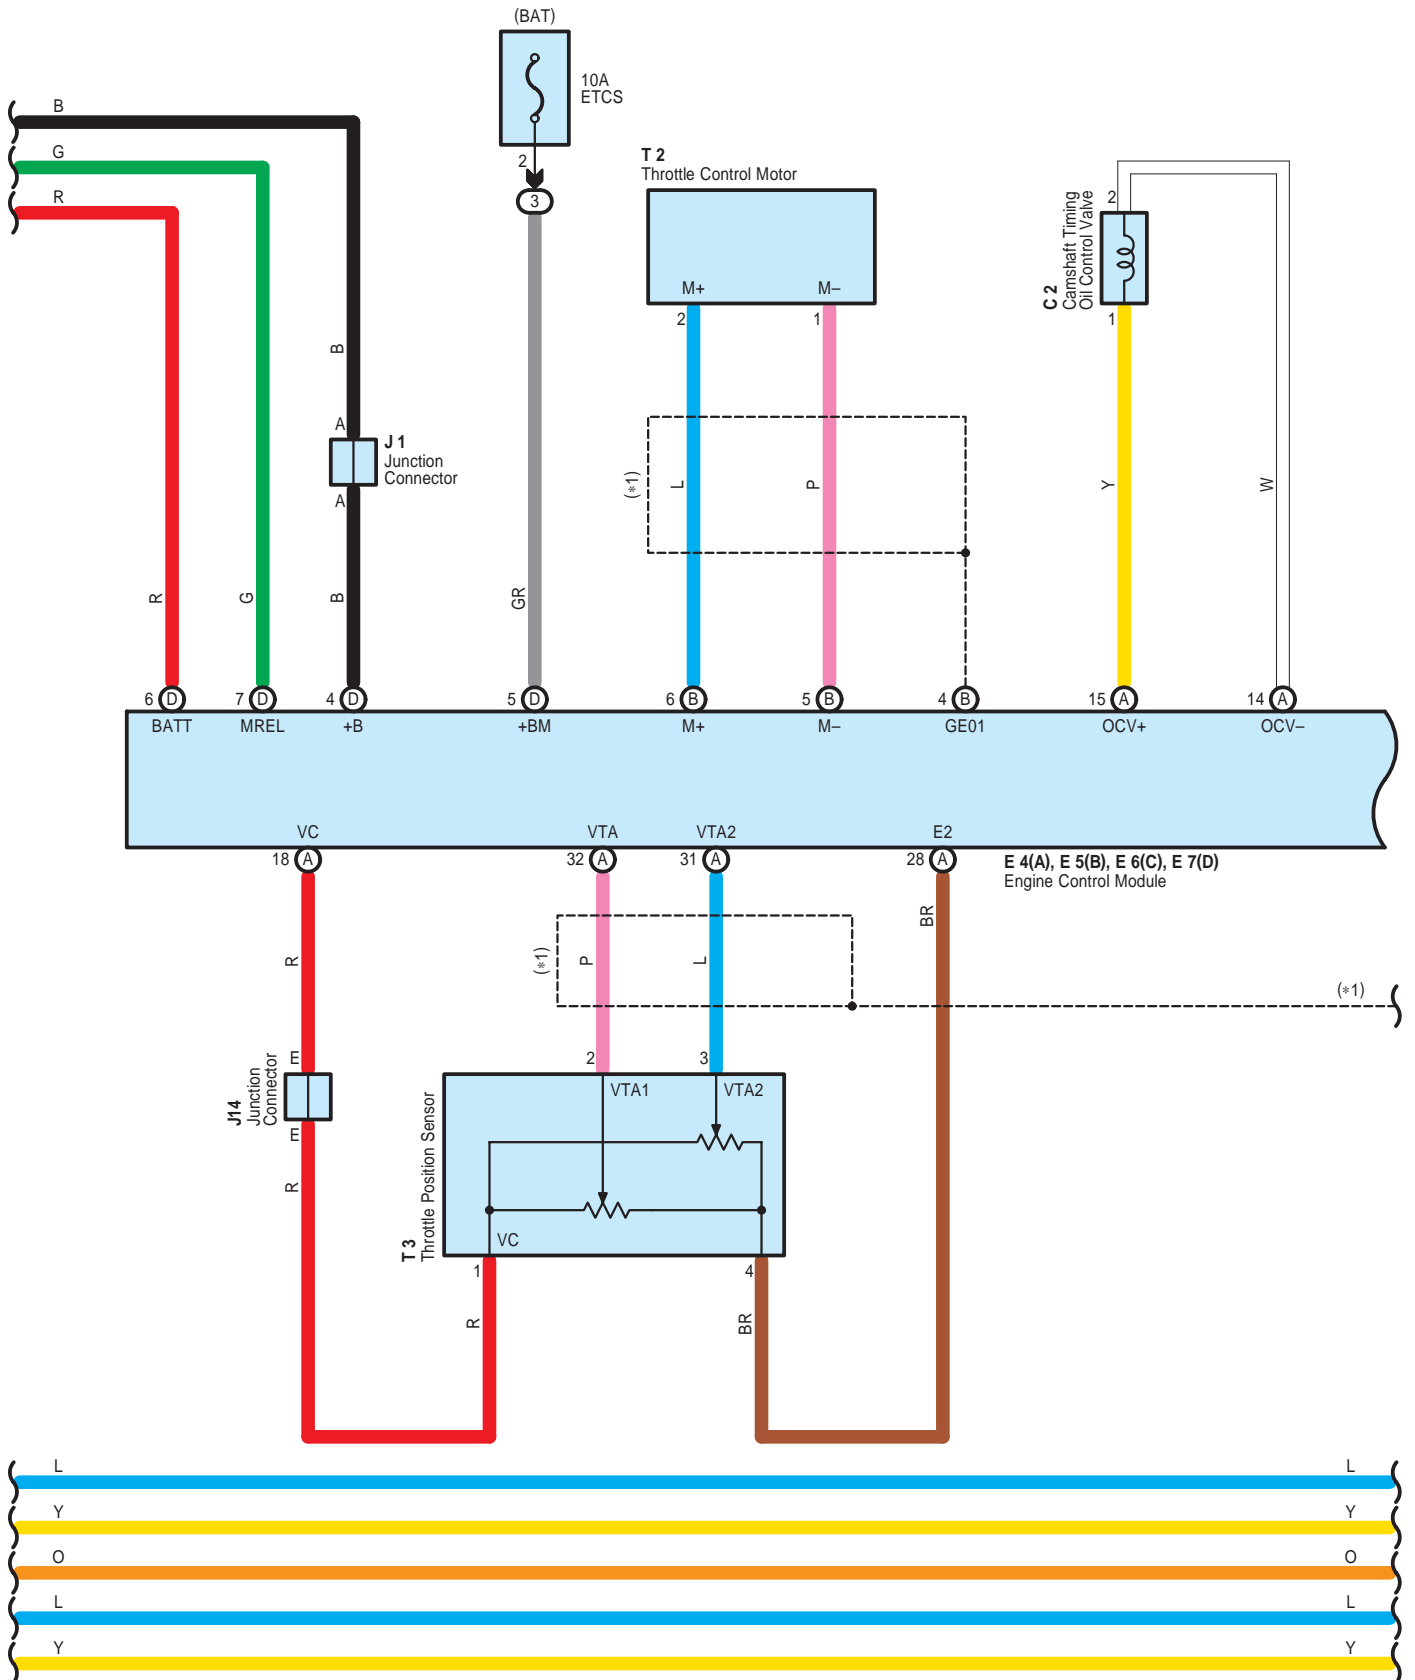 (BAT)
10A
ETCS
2
3
B
G
R
T 2
Throttle Control Motor
M+
M–
2
1
2
C 2
Camshaft Timing
Oil Control Valve
1
B
A
J 1
Junction
Connector
A
(*1)
L
P
Y
W
R
G
B
GR
6 D
7 D
4 D
5 D
6 B
5 B
4 B
15 A
14 A
BATT
MREL
+B
+BM
M+
M–
GE01
OCV+
OCV–
VC
VTA
VTA2
E2
18 A
32 A
31 A
28 A
E 4(A), E 5(B), E 6(C), E 7(D)
Engine Control Module
BR
R
(*1)
P
L
(*1)
E
J14
Junction
Connector
E
R
2
3
VTA1
VTA2
T 3
Throttle Position Sensor
VC
1
4
R
BR
L
L
Y
Y
O
O
L
L
Y
Y